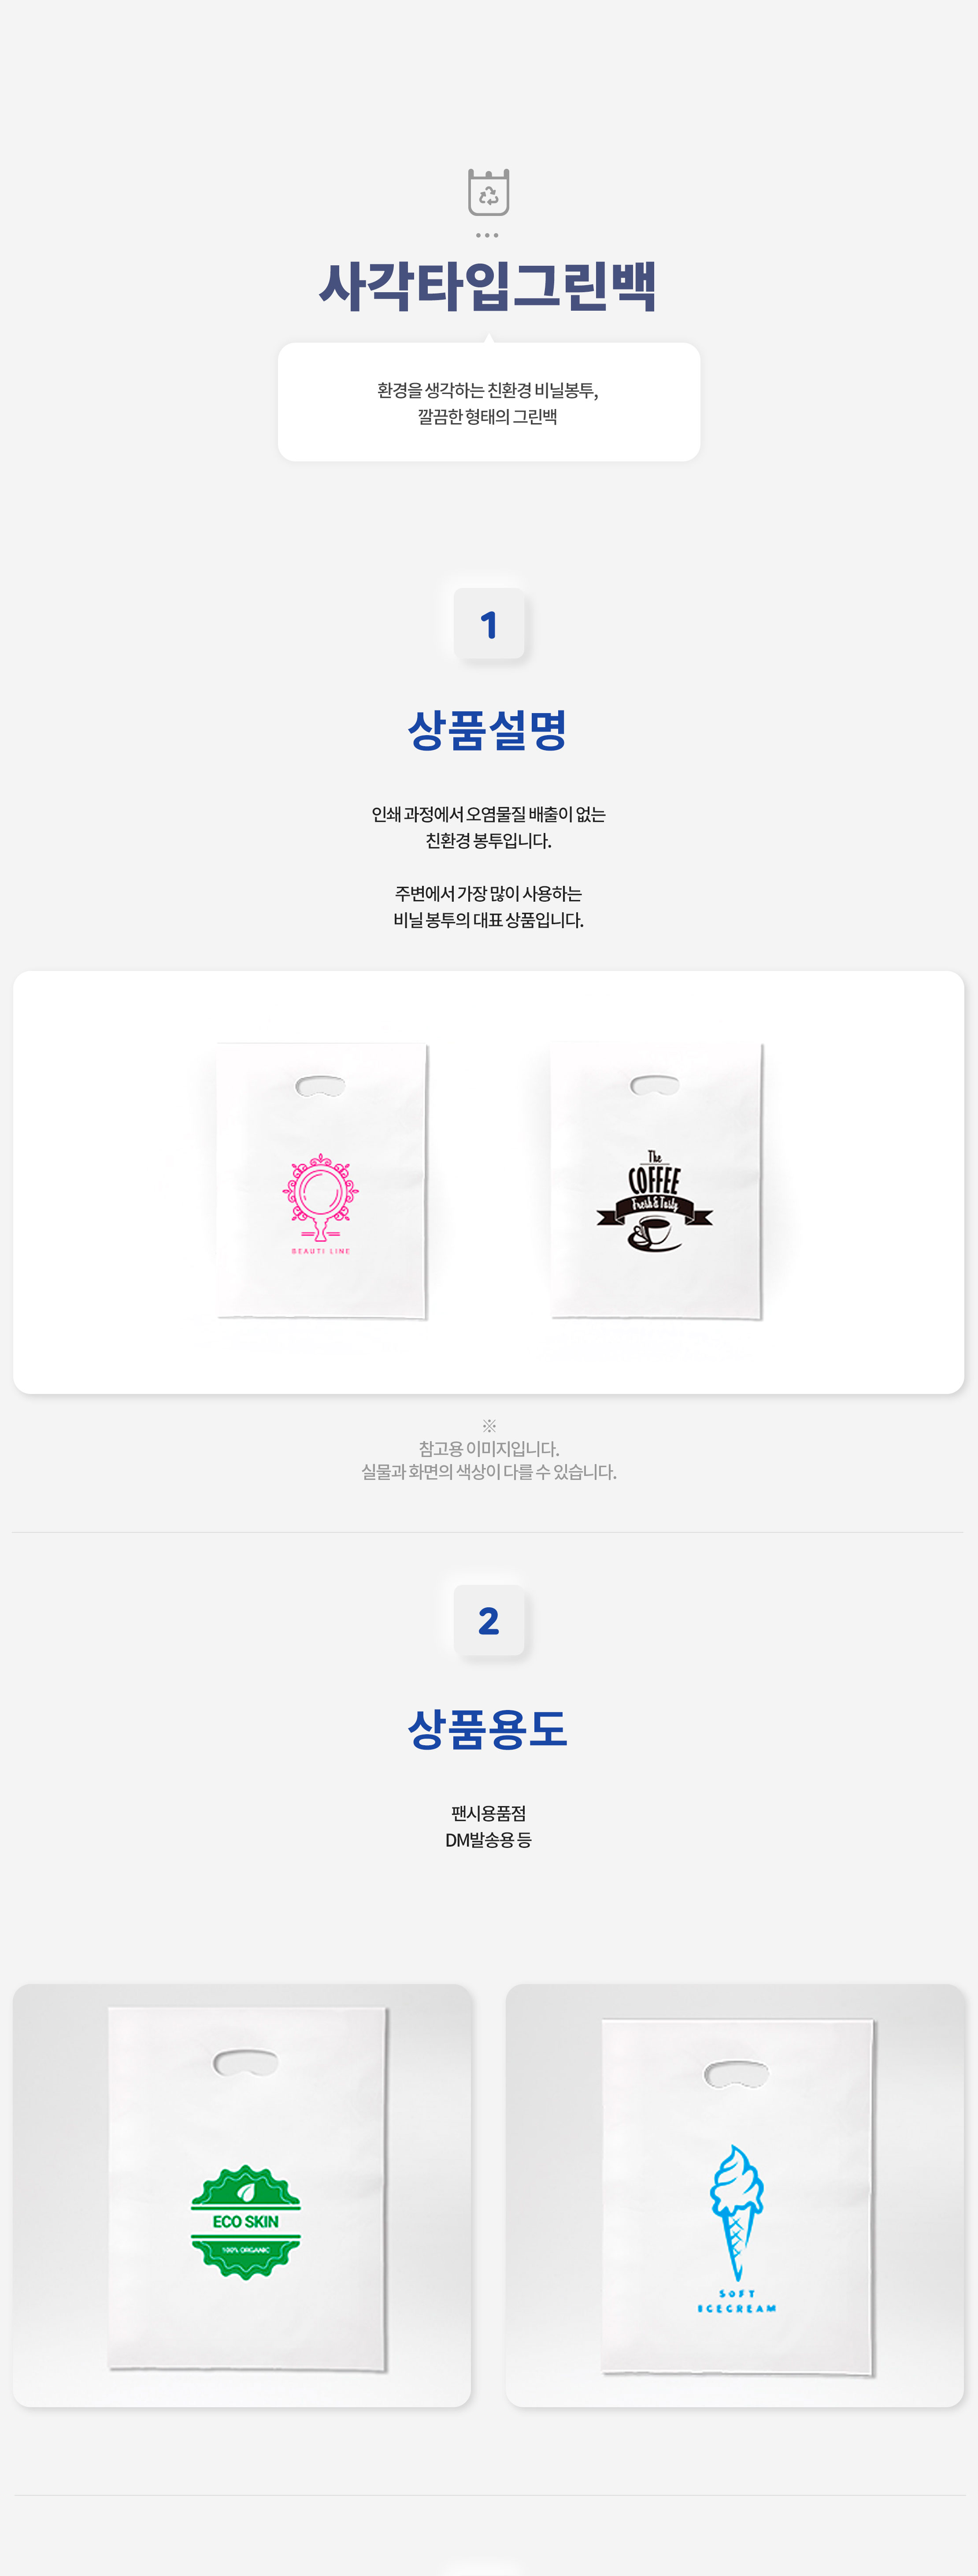 사각타입그린백
환경을 생각하는 친환경 비닐봉투,
깔끔한 형태의 그린백
1
상품설명
인쇄 과정에서 오염물질 배출이 없는
친환경 봉투입니다.
주변에서 가장 많이 사용하는
비닐 봉투의 대표 상품입니다.
BEAUTI LINE
The
COFFEE
Fresh & Tasty
※
참고용 이미지입니다.
실물과 화면의 색상이 다를 수 있습니다.
2
상품용도
팬시용품점
DM발송용 등
ECO SKIN
100% ORGANIC
SOFT
ICECREAM